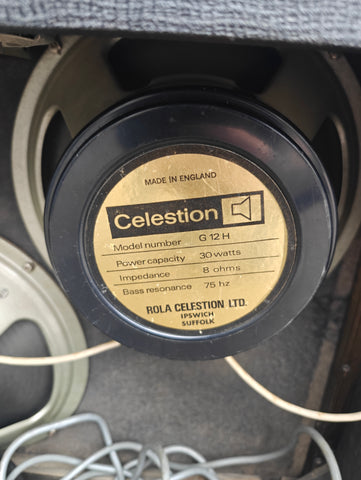 MADE IN ENGLAND
Celestion
Model number G 12 H
Power capacity 30 watts
Impedance 8 ohms
Bass resonance 75 hz
ROLA CELESTION LTD.
IPSWICH
SUFFOLK